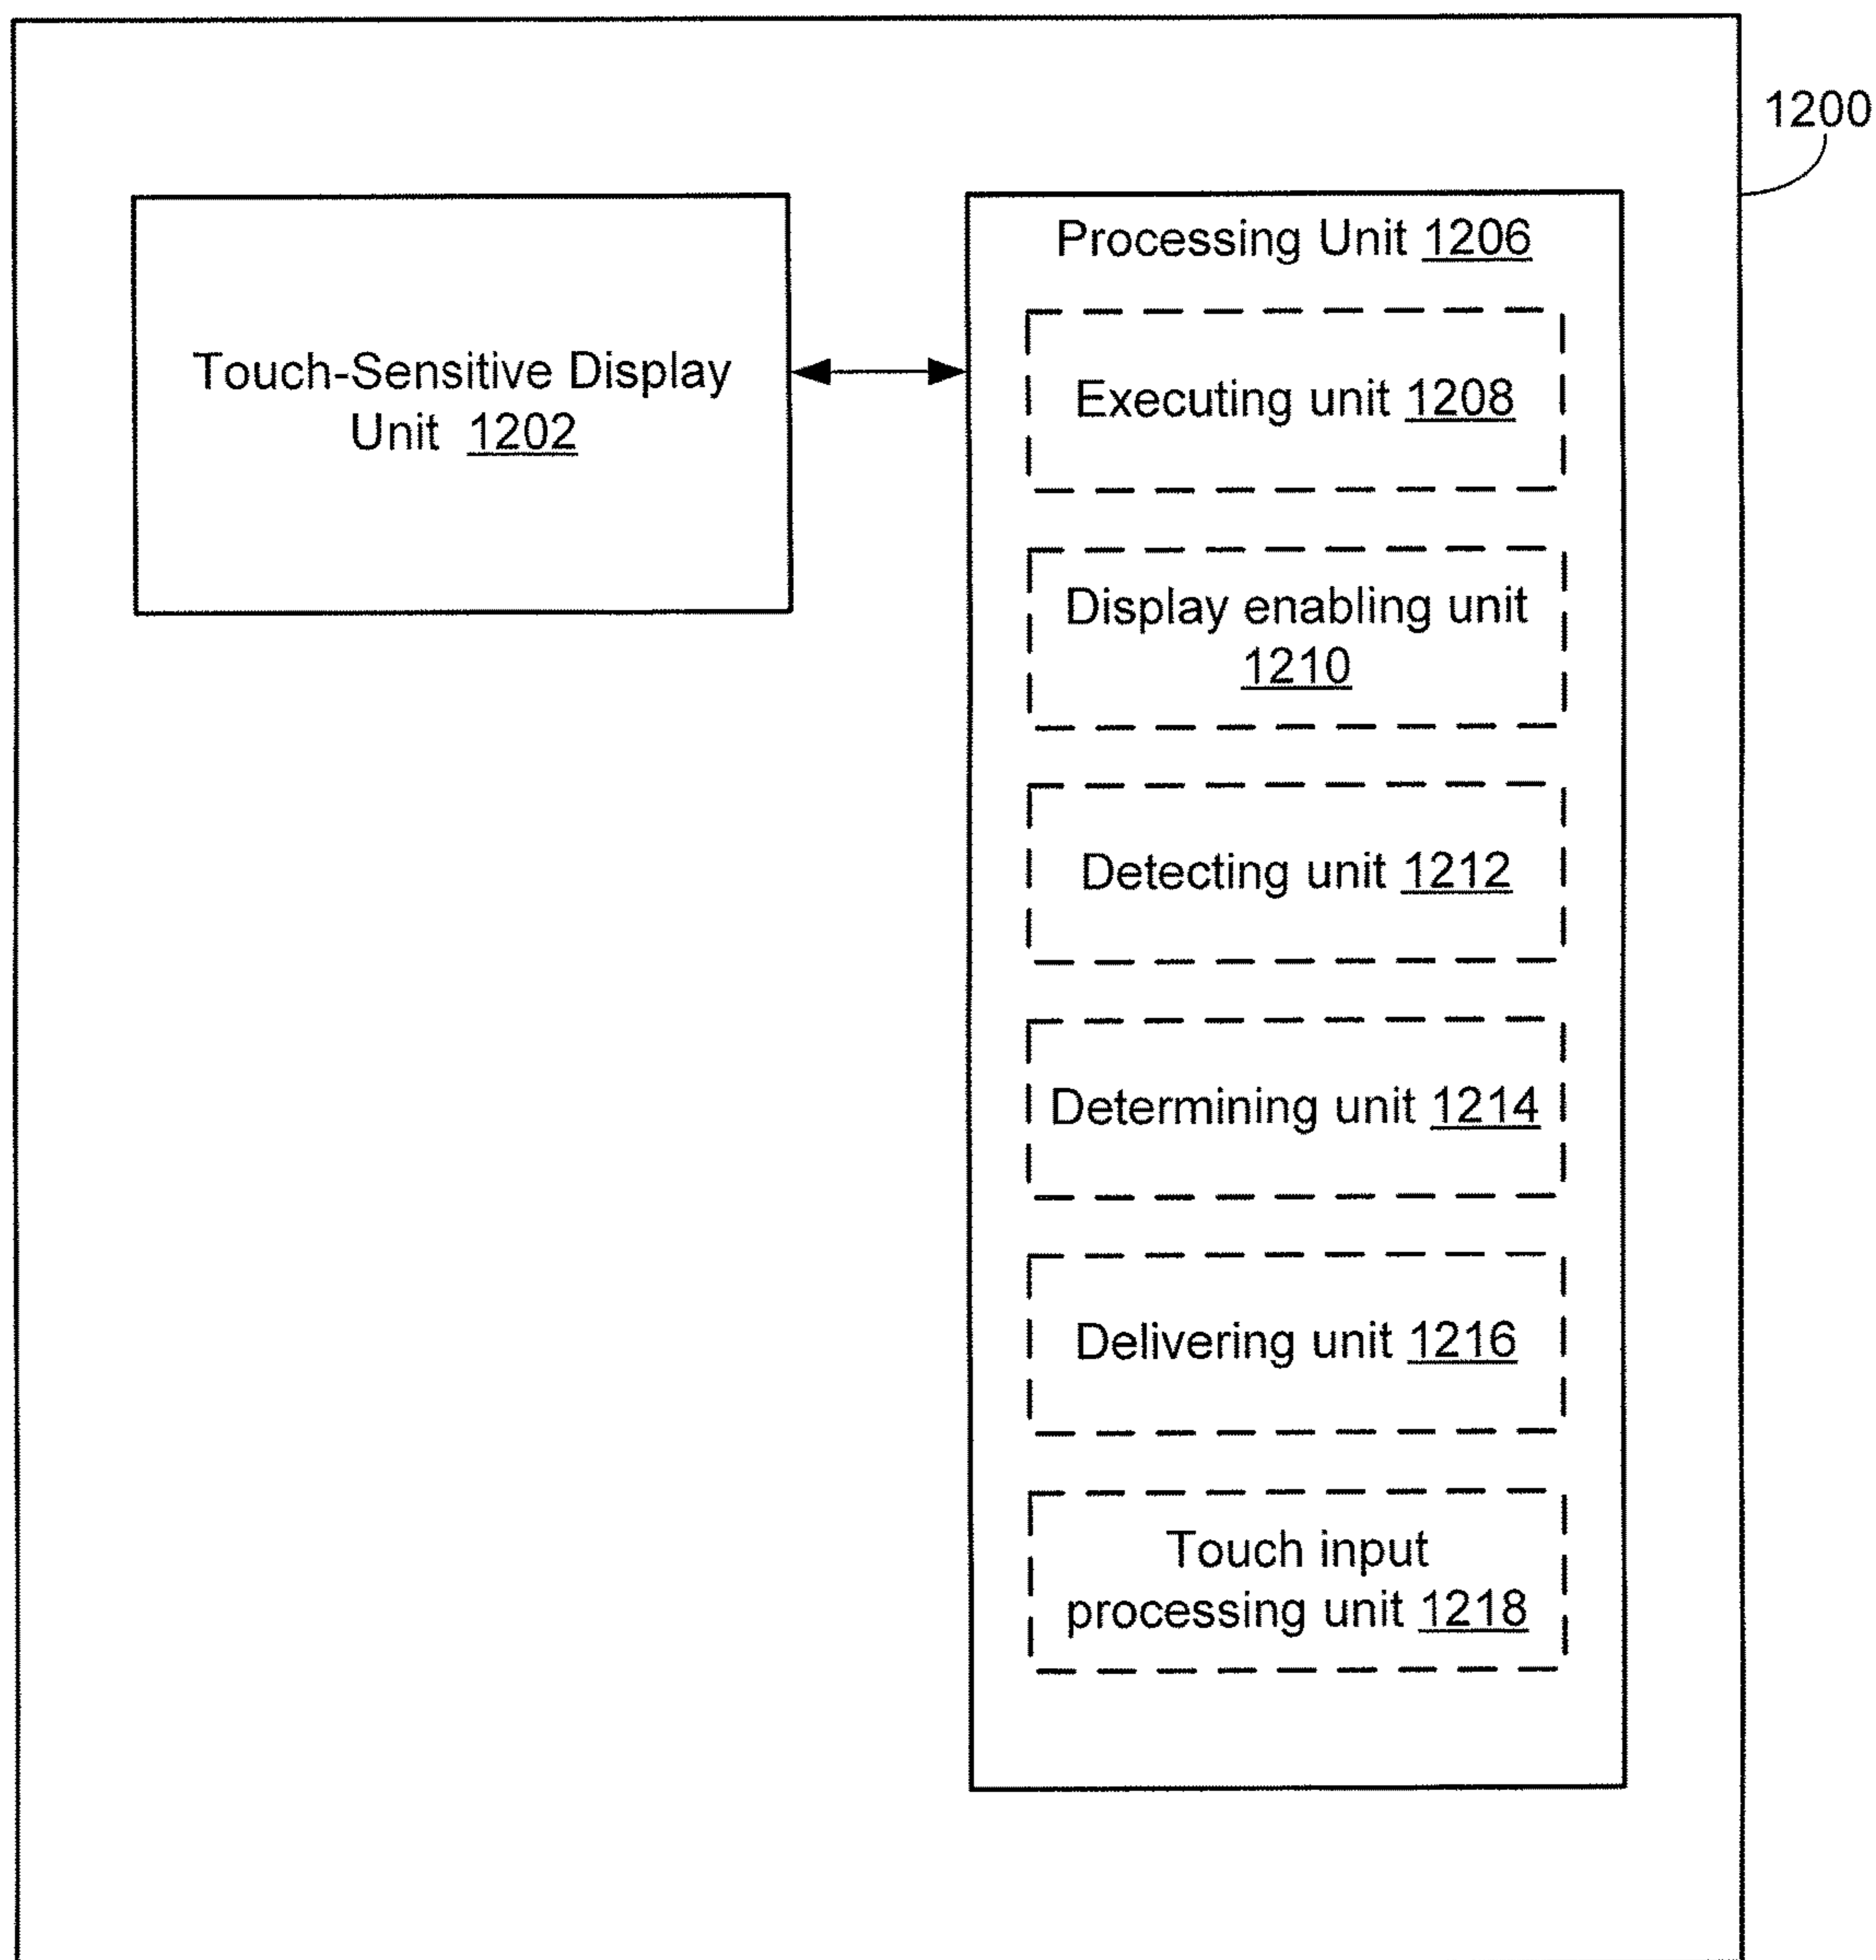 1200
Touch-Sensitive Display
Unit 1202
Processing Unit 1206
Executing unit 1208
Display enabling unit
1210
Detecting unit 1212
Determining unit 1214
Delivering unit 1216
Touch input
processing unit 1218